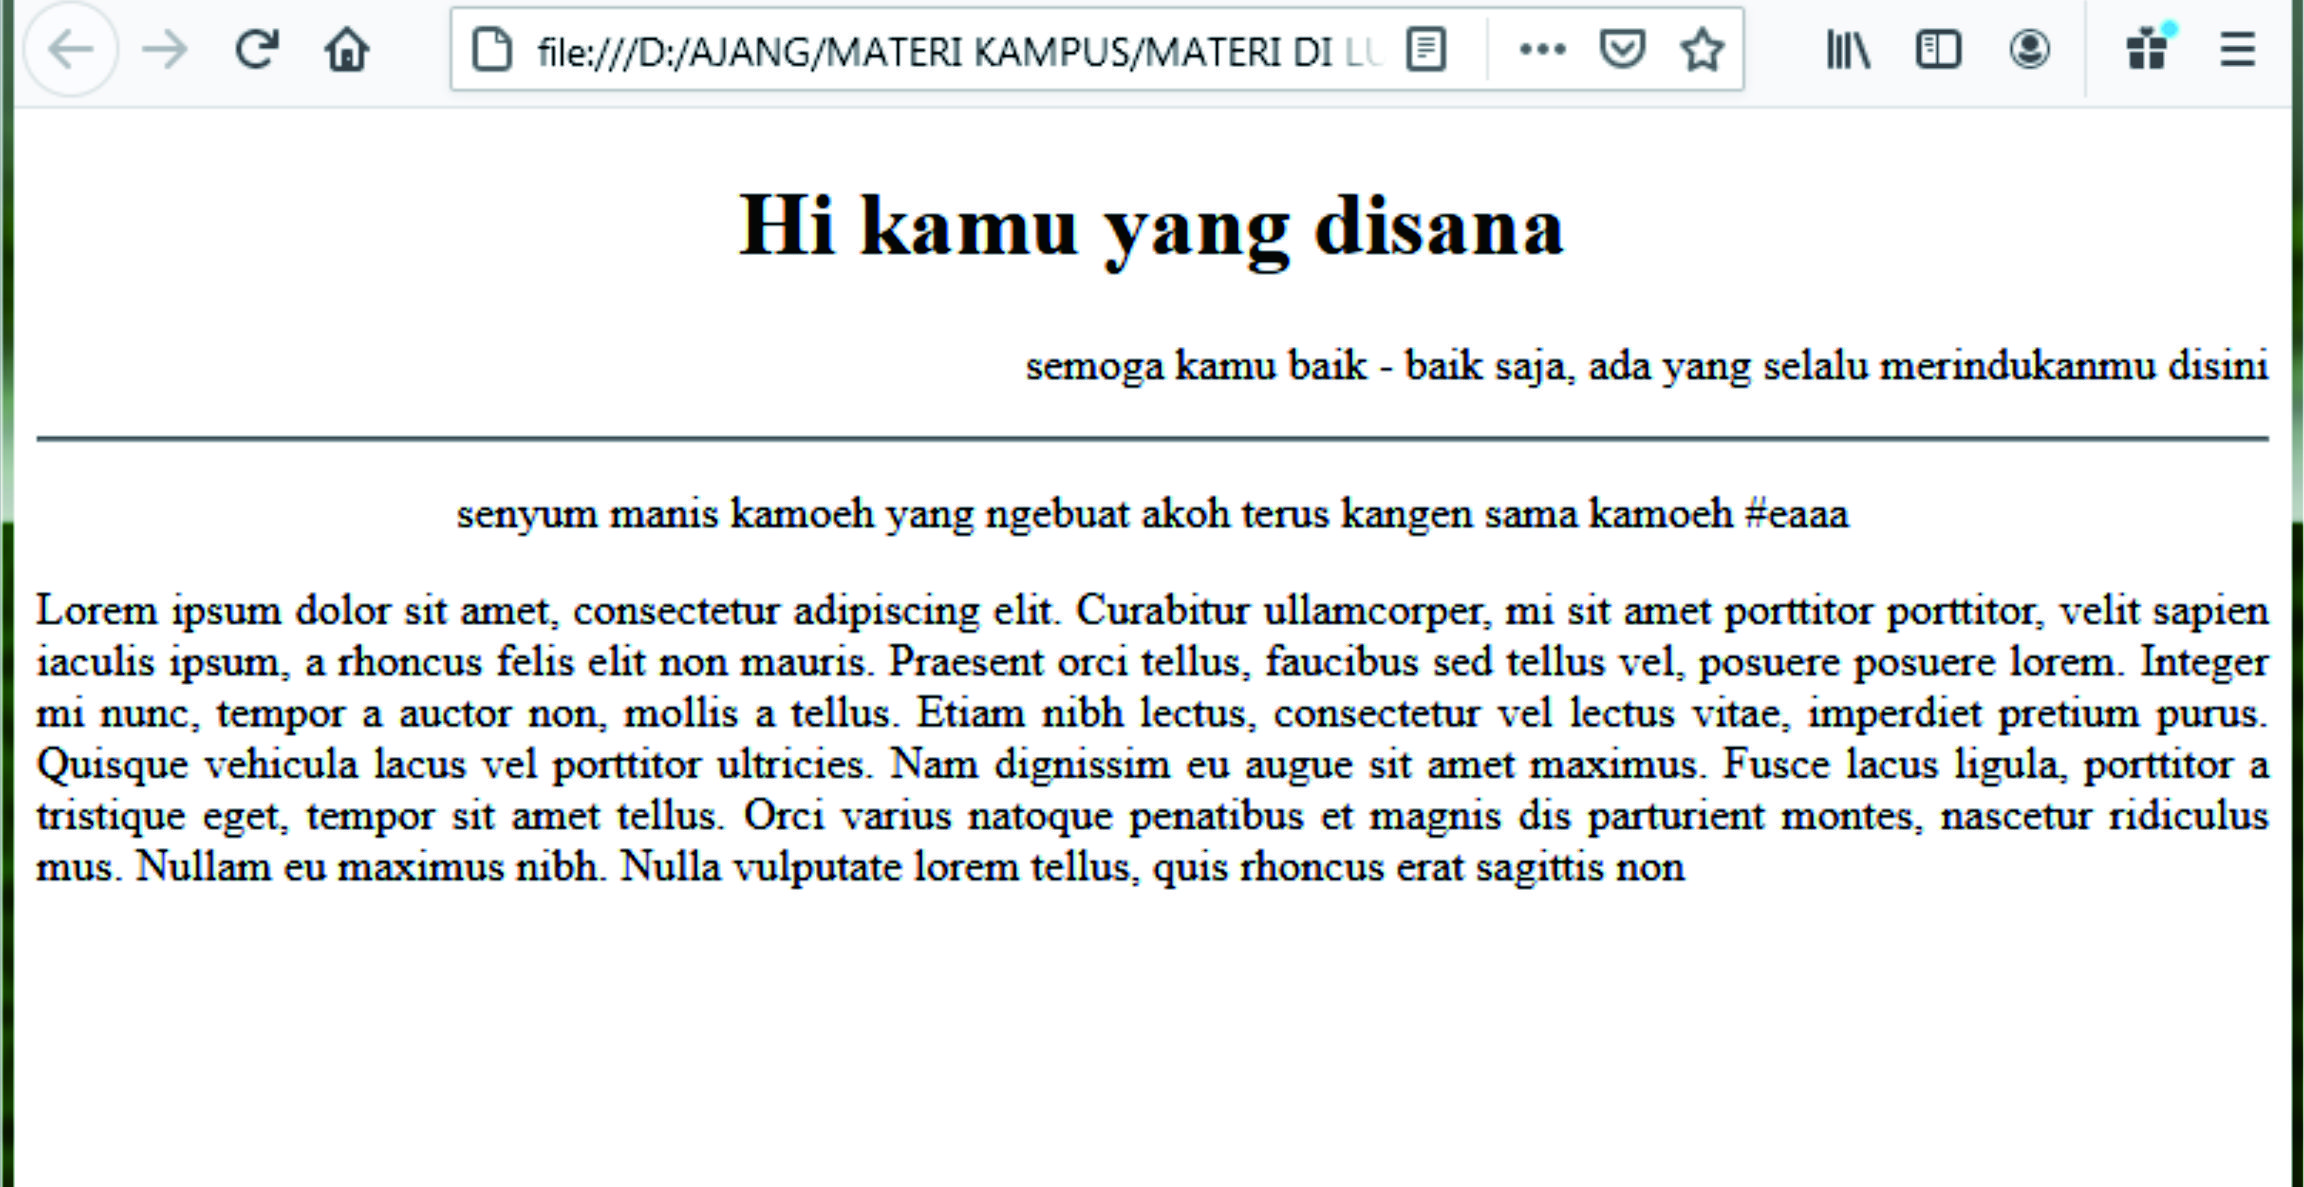 file:///D:/AJANG/MATERI KAMPUS/MATERI DI LU
Hi kamu yang disana
semoga kamu baik - baik saja, ada yang selalu merindukanmu disini
senyum manis kamoeh yang ngebuat akoh terus kangen sama kamoeh #eaaa
Lorem ipsum dolor sit amet, consectetur adipiscing elit. Curabitur ullamcorper, mi sit amet porttitor porttitor, velit sapien
iaculis ipsum, a rhoncus felis elit non mauris. Praesent orci tellus, faucibus sed tellus vel, posuere posuere lorem. Integer
mi nunc, tempor a auctor non, mollis a tellus. Etiam nibh lectus, consectetur vel lectus vitae, imperdiet pretium purus.
Quisque vehicula lacus vel porttitor ultricies. Nam dignissim eu augue sit amet maximus. Fusce lacus ligula, porttitor a
tristique eget, tempor sit amet tellus. Orci varius natoque penatibus et magnis dis parturient montes, nascetur ridiculus
mus. Nullam eu maximus nibh. Nulla vulputate lorem tellus, quis rhoncus erat sagittis non